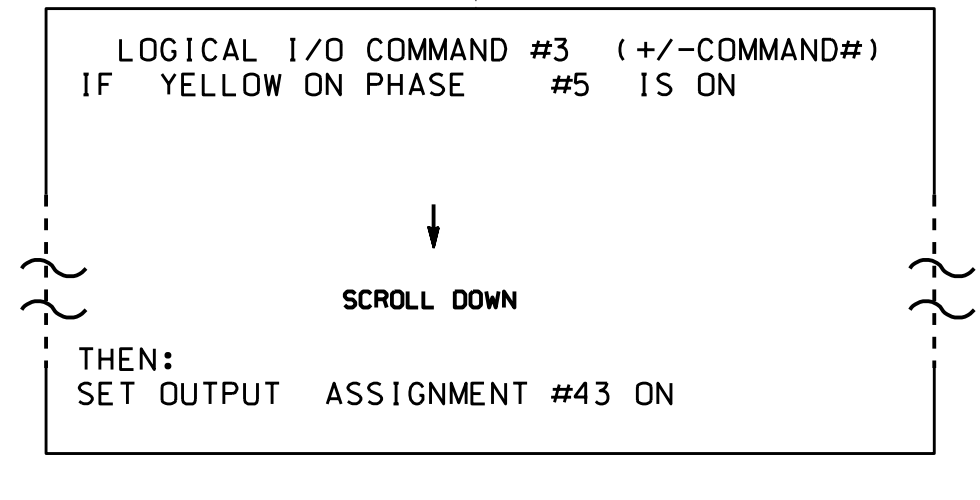 LOGICAL I/O COMMAND #3 (+/-COMMAND#)
IF YELLOW ON PHASE #5 IS ON
SCROLL DOWN
THEN:
SET OUTPUT ASSIGNMENT #43 ON